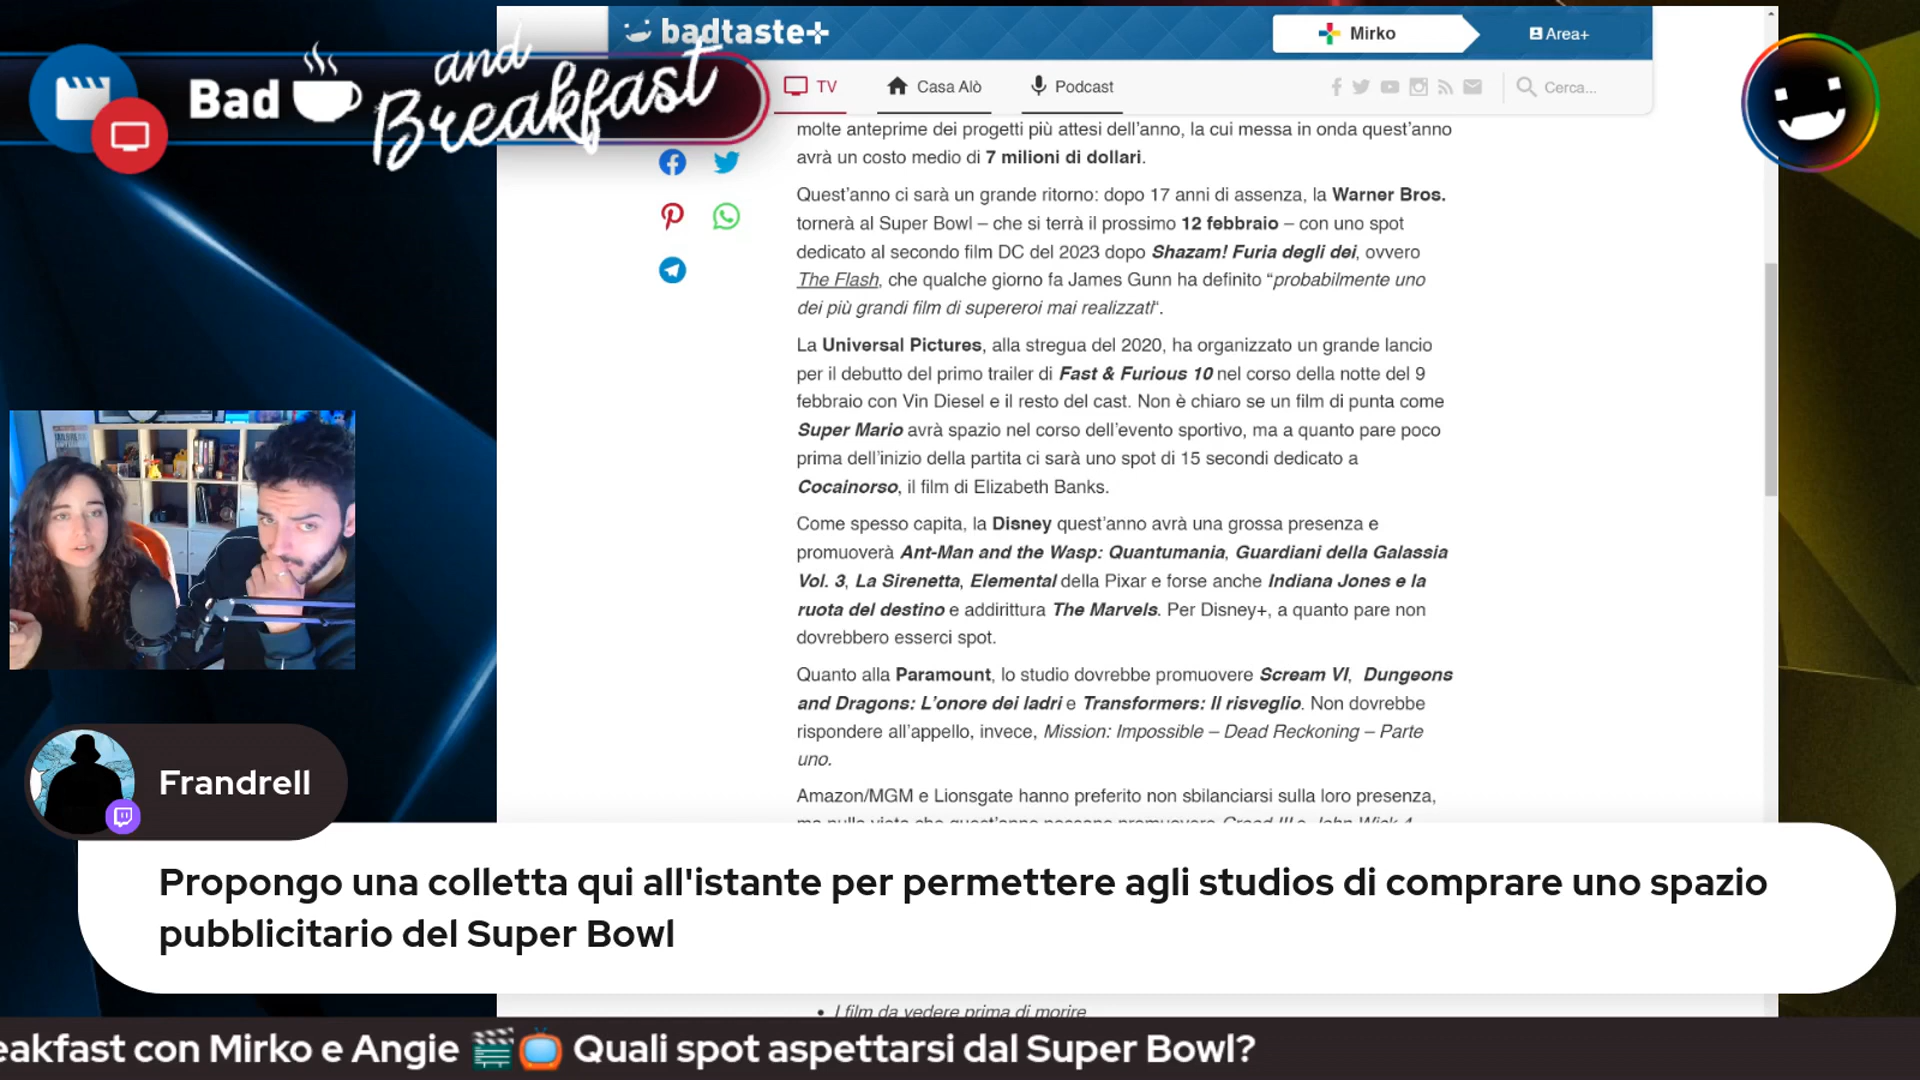 badtaste+
Mirko
Area+
Bad and Breakfast
TV
Casa Alò
Podcast
Cerca...
molte anteprime dei progetti più attesi dell'anno, la cui messa in onda quest'anno
avrà un costo medio di 7 milioni di dollari.
Quest'anno ci sarà un grande ritorno: dopo 17 anni di assenza, la Warner Bros.
tornerà al Super Bowl – che si terrà il prossimo 12 febbraio – con uno spot
dedicato al secondo film DC del 2023 dopo Shazam! Furia degli dei, ovvero
The Flash, che qualche giorno fa James Gunn ha definito “probabilmente uno
dei più grandi film di supereroi mai realizzati“.
La Universal Pictures, alla stregua del 2020, ha organizzato un grande lancio
per il debutto del primo trailer di Fast & Furious 10 nel corso della notte del 9
febbraio con Vin Diesel e il resto del cast. Non è chiaro se un film di punta come
Super Mario avrà spazio nel corso dell'evento sportivo, ma a quanto pare poco
prima dell'inizio della partita ci sarà uno spot di 15 secondi dedicato a
Cocainorso, il film di Elizabeth Banks.
Come spesso capita, la Disney quest'anno avrà una grossa presenza e
promuoverà Ant-Man and the Wasp: Quantumania, Guardiani della Galassia
Vol. 3, La Sirenetta, Elemental della Pixar e forse anche Indiana Jones e la
ruota del destino e addirittura The Marvels. Per Disney+, a quanto pare non
dovrebbero esserci spot.
Quanto alla Paramount, lo studio dovrebbe promuovere Scream VI, Dungeons
and Dragons: L'onore dei ladri e Transformers: Il risveglio. Non dovrebbe
rispondere all'appello, invece, Mission: Impossible – Dead Reckoning – Parte
uno.
Amazon/MGM e Lionsgate hanno preferito non sbilanciarsi sulla loro presenza,
ma nulla vieta che quest'anno possano promuovere Creed III e John Wick 4
Frandrell
Propongo una colletta qui all'istante per permettere agli studios di comprare uno spazio
pubblicitario del Super Bowl
• I film da vedere prima di morire
eakfast con Mirko e Angie 🎬📺 Quali spot aspettarsi dal Super Bowl?